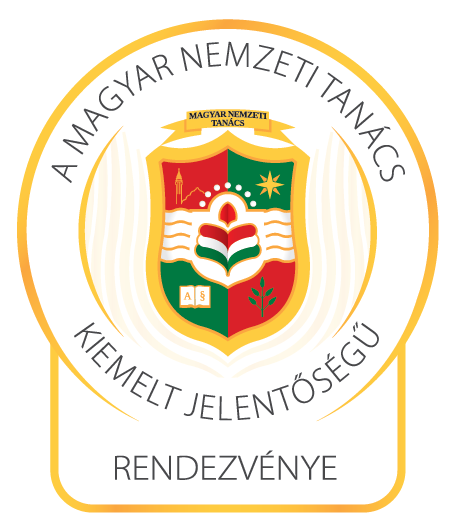 A MAGYAR NEMZETI TANÁCS
MAGYAR NEMZETI
TANÁCS
A §
KIEMELT JELENTŐSÉGŰ
RENDEZVÉNYE